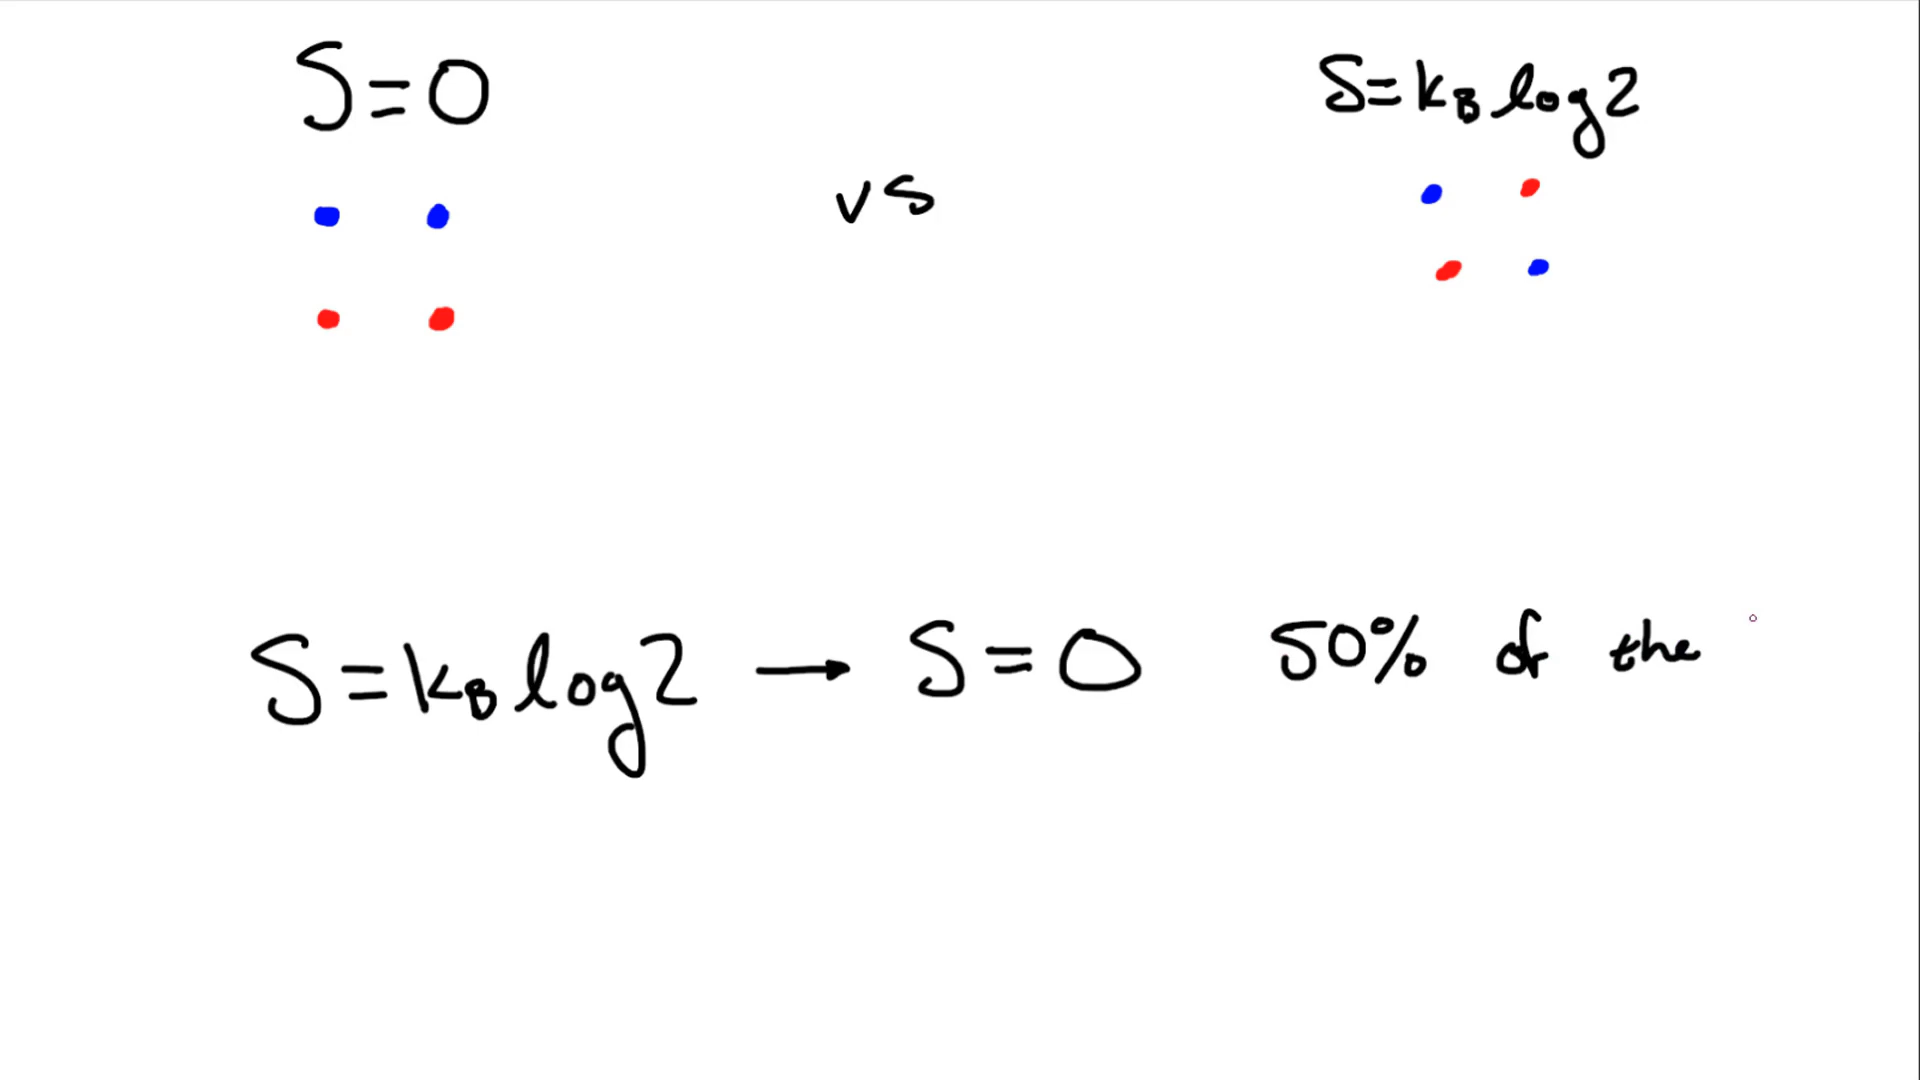 S=0
vs
S=k_B log2
S=k_B log2 → S=0 50% of the